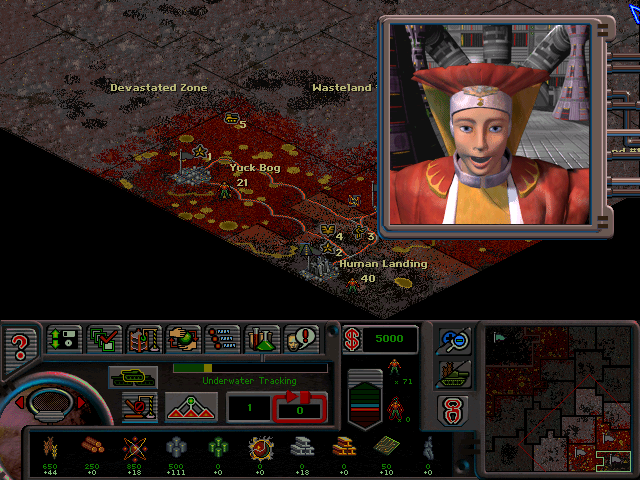 Devastated Zone
Wasteland
5
1
Yuck Bog
21
4
3
2
Human Landing
40
$ 5000
Underwater Tracking
x 71
1
0
0
650 250 850 500 0 0 0 0 50 0
+44 +0 +18 +111 +0 +0 +18 +0 +10 +0